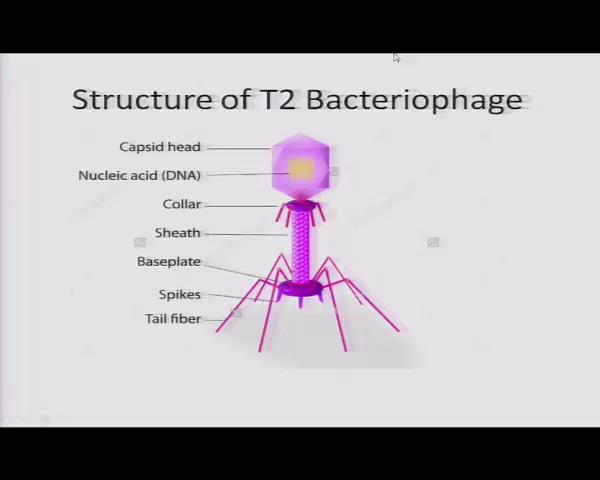 Structure of T2 Bacteriophage
Capsid head
Nucleic acid (DNA)
Collar
Sheath
Baseplate
Spikes
Tail fiber